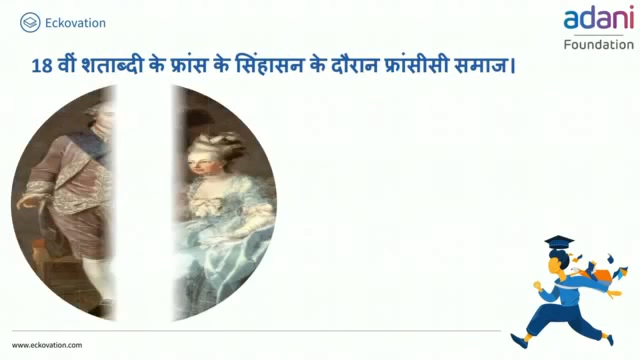 Eckovation
adani
Foundation
18 वीं शताब्दी के फ्रांस के सिंहासन के दौरान फ्रांसीसी समाज।
www.eckovation.com